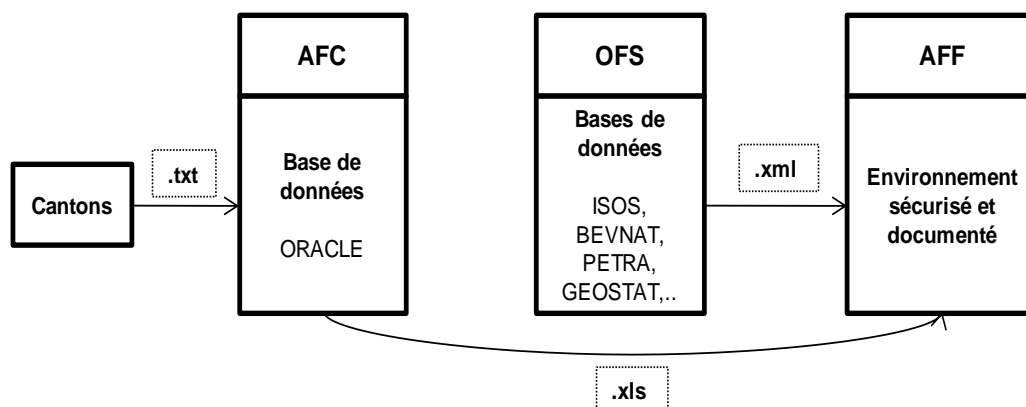 Cantons
.txt
AFC
Base de
données
ORACLE
OFS
Bases de
données
ISOS,
BEVNAT,
PETRA,
GEOSTAT,..
.xml
AFF
Environnement
sécurisé et
documenté
.xls